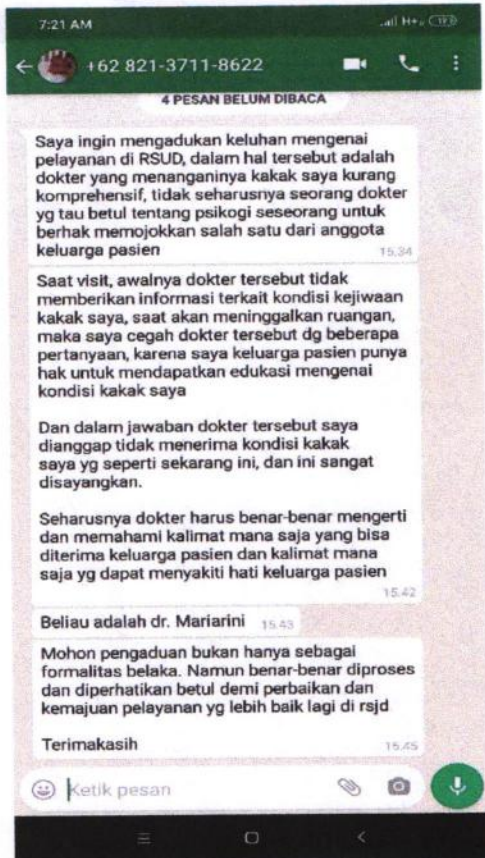 7:21 AM
+62 821-3711-8622
4 PESAN BELUM DIBACA
Saya ingin mengadukan keluhan mengenai
pelayanan di RSUD, dalam hal tersebut adalah
dokter yang menanganinya kakak saya kurang
komprehensif, tidak seharusnya seorang dokter
yg tau betul tentang psikogi seseorang untuk
berhak memojokkan salah satu dari anggota
keluarga pasien
15.34
Saat visit, awalnya dokter tersebut tidak
memberikan informasi terkait kondisi kejiwaan
kakak saya, saat akan meninggalkan ruangan,
maka saya cegah dokter tersebut dg beberapa
pertanyaan, karena saya keluarga pasien punya
hak untuk mendapatkan edukasi mengenai
kondisi kakak saya
Dan dalam jawaban dokter tersebut saya
dianggap tidak menerima kondisi kakak
saya yg seperti sekarang ini, dan ini sangat
disayangkan.
Seharusnya dokter harus benar-benar mengerti
dan memahami kalimat mana saja yang bisa
diterima keluarga pasien dan kalimat mana
saja yg dapat menyakiti hati keluarga pasien
15.42
Beliau adalah dr. Mariarini 15.43
Mohon pengaduan bukan hanya sebagai
formalitas belaka. Namun benar-benar diproses
dan diperhatikan betul demi perbaikan dan
kemajuan pelayanan yg lebih baik lagi di rsjd
Terimakasih
15.45
Ketik pesan